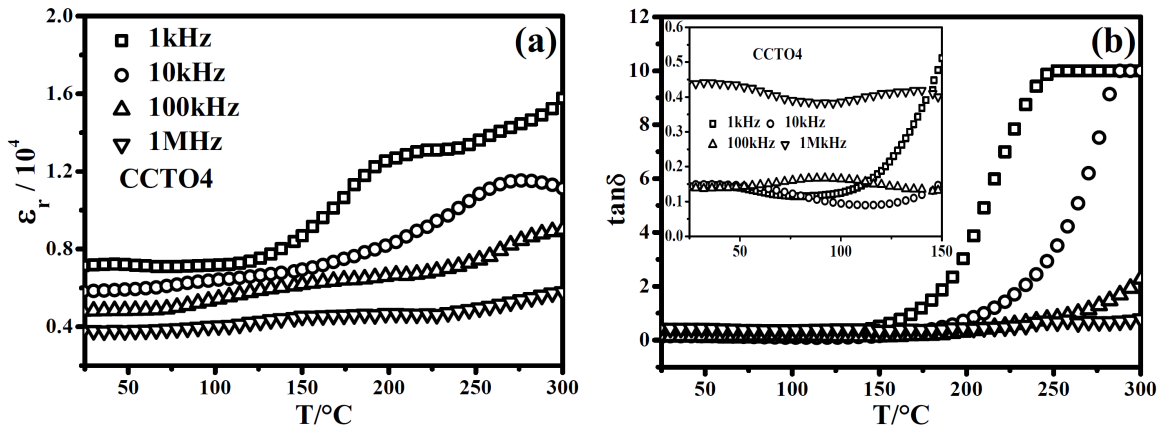 (a)
1kHz
10kHz
100kHz
1MHz
CCTO4
ε_r / 10^4
2.0
1.6
1.2
0.8
0.4
50 100 150 200 250 300
T/°C
(b)
tanδ
10
8
6
4
2
0
50 100 150 200 250 300
T/°C
CCTO4
1kHz 10kHz
100kHz 1MkHz
0.6
0.5
0.4
0.3
0.2
0.1
0.0
50 100 150